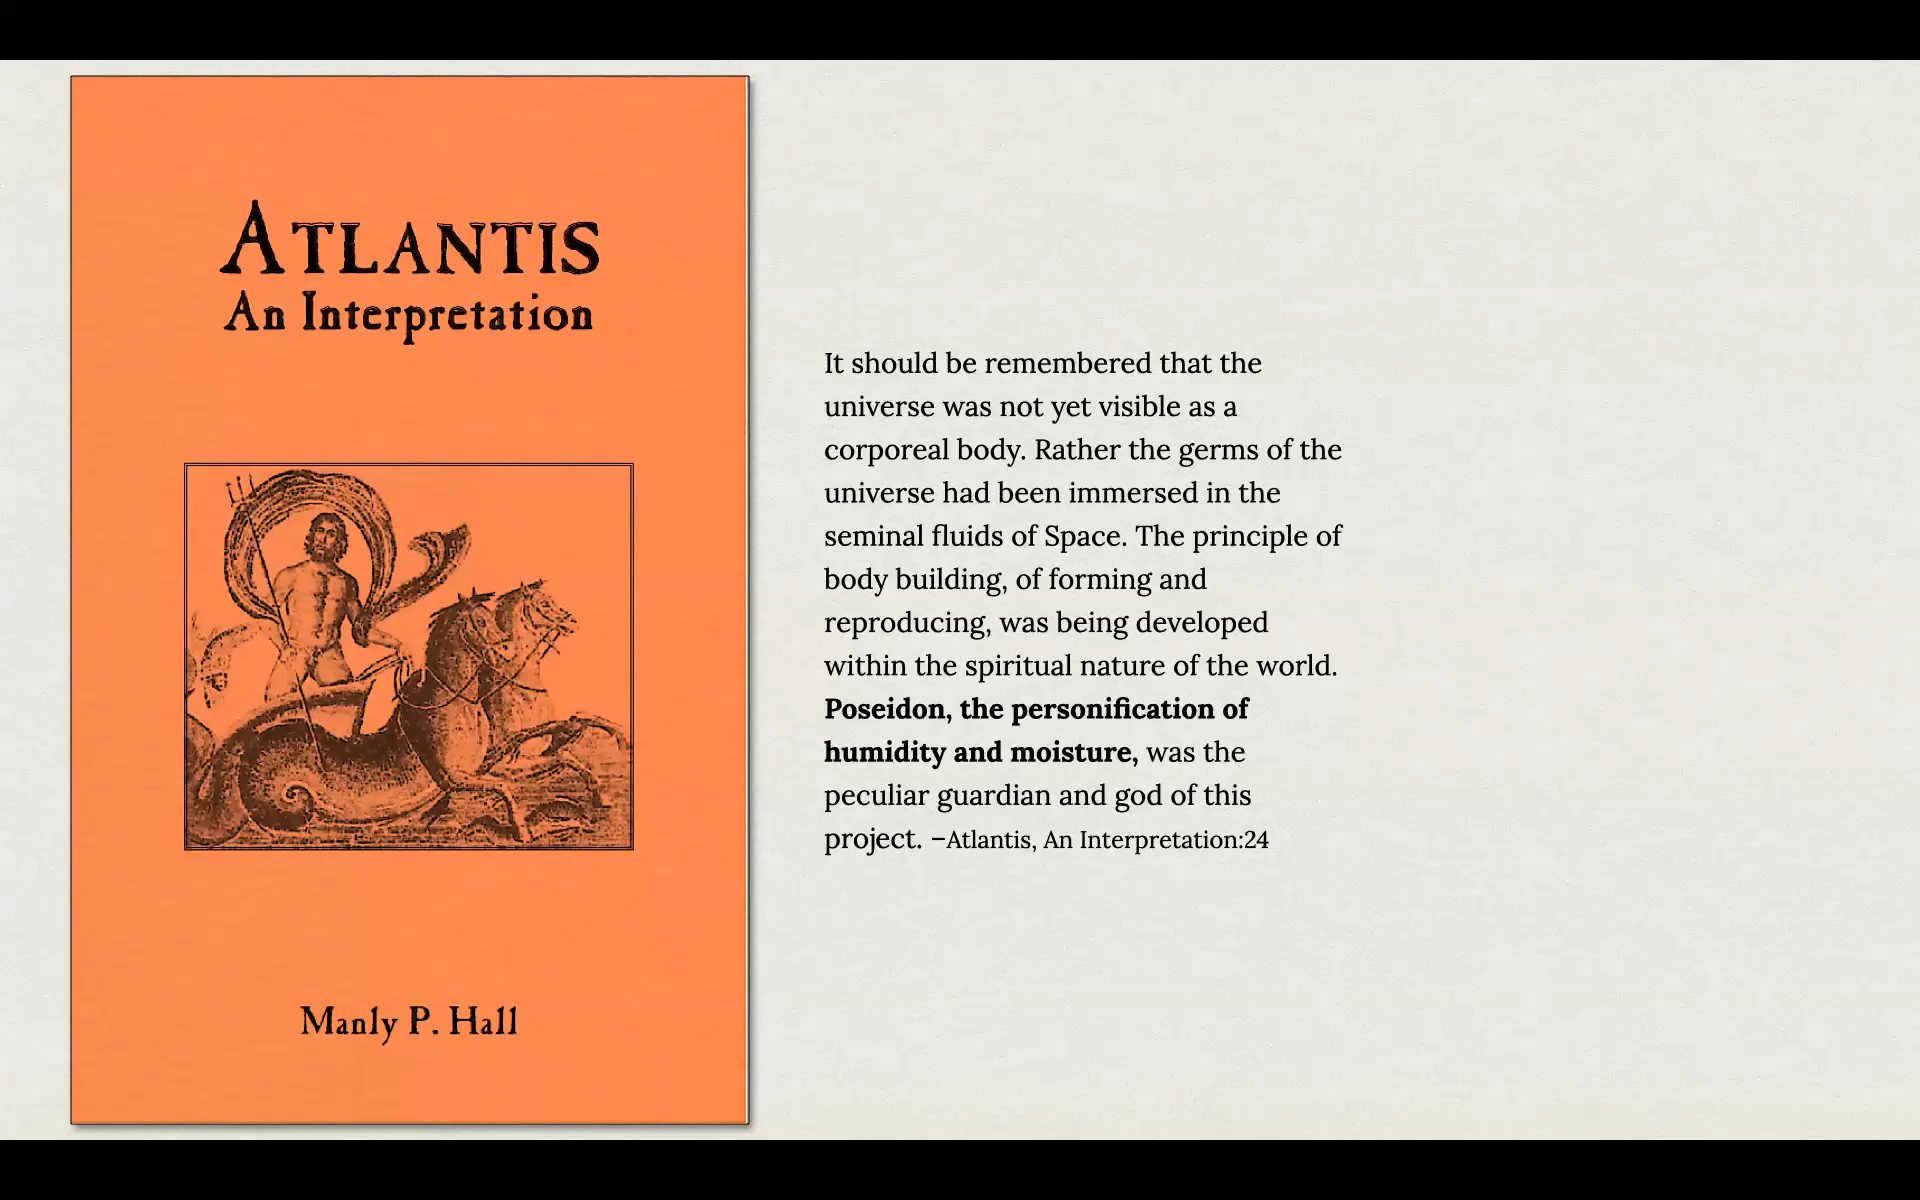 ATLANTIS
An Interpretation
Manly P. Hall
It should be remembered that the
universe was not yet visible as a
corporeal body. Rather the germs of the
universe had been immersed in the
seminal fluids of Space. The principle of
body building, of forming and
reproducing, was being developed
within the spiritual nature of the world.
Poseidon, the personification of
humidity and moisture, was the
peculiar guardian and god of this
project. –Atlantis, An Interpretation:24